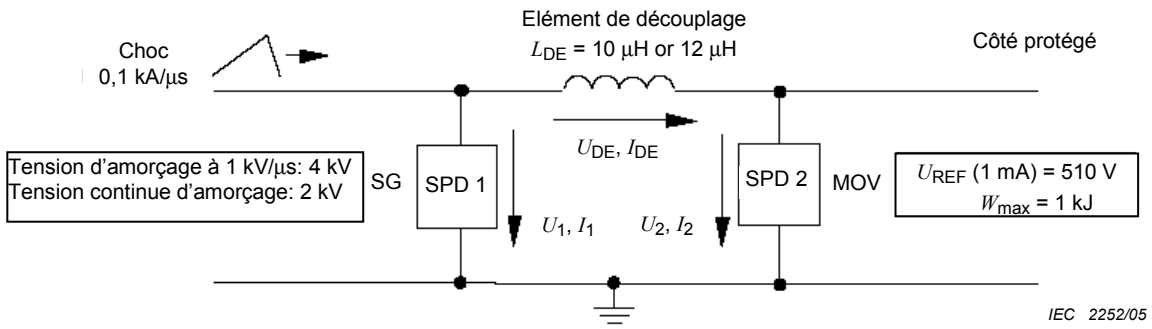 Elément de découplage
L_DE = 10 μH or 12 μH
Choc
0,1 kA/μs
Côté protégé
U_DE, I_DE
Tension d'amorçage à 1 kV/μs: 4 kV
Tension continue d'amorçage: 2 kV
SG
SPD 1
U_1, I_1
U_2, I_2
SPD 2
MOV
U_REF (1 mA) = 510 V
W_max = 1 kJ
IEC 2252/05